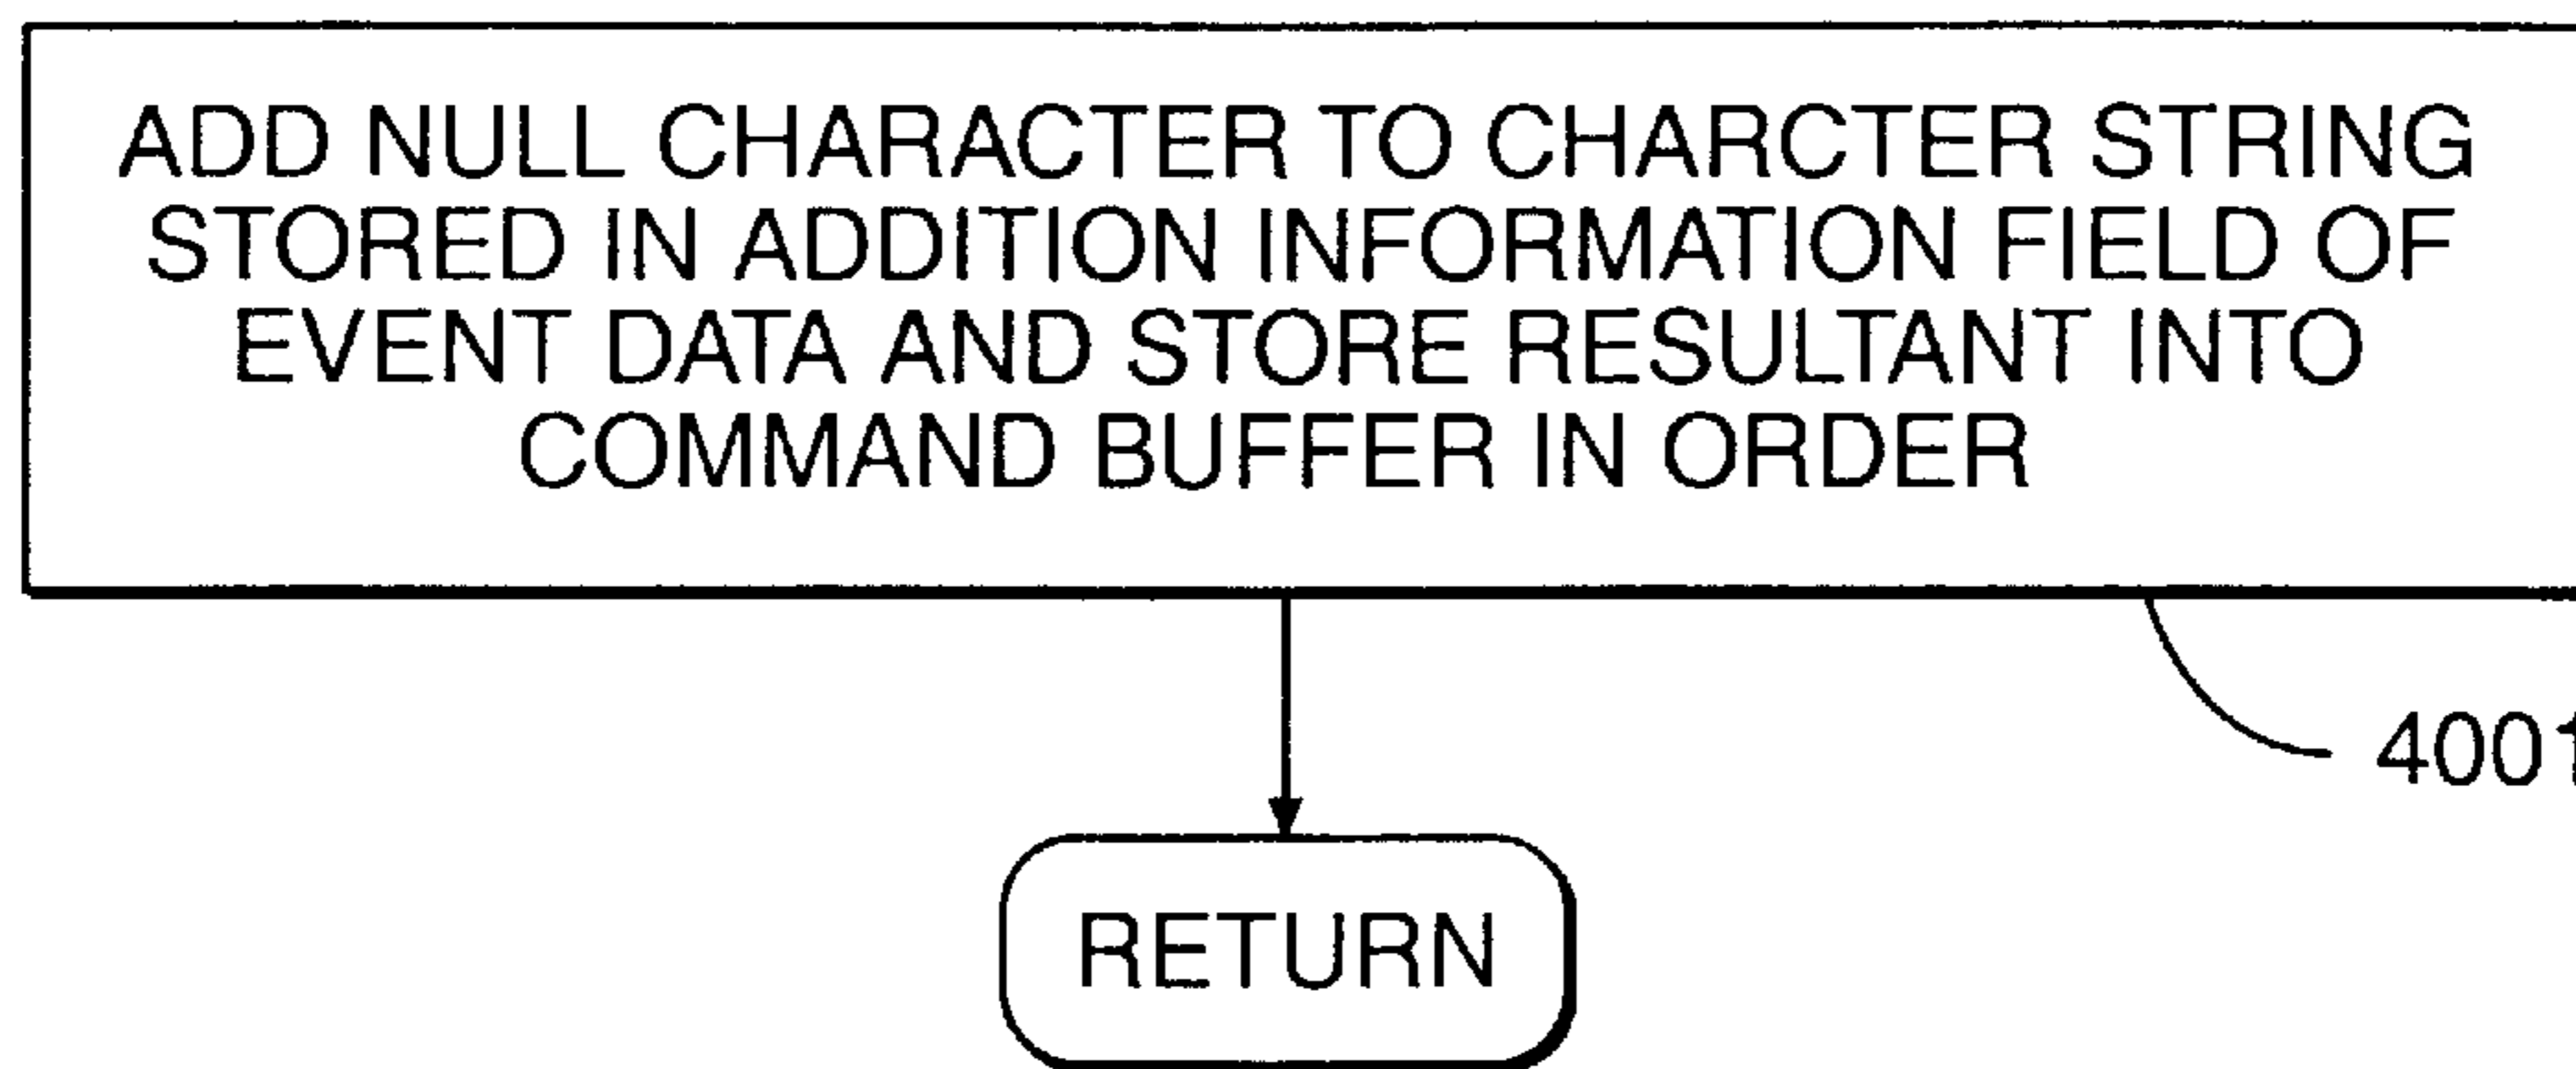 ADD NULL CHARACTER TO CHARCTER STRING
STORED IN ADDITION INFORMATION FIELD OF
EVENT DATA AND STORE RESULTANT INTO
COMMAND BUFFER IN ORDER
4001
RETURN